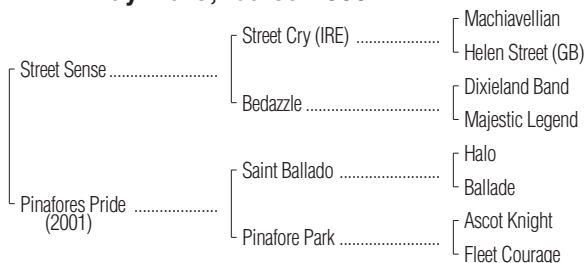 Street Sense ........................
Pinafores Pride ..................
(2001)
Street Cry (IRE) ..................
Bedazzle .............................
Saint Ballado ......................
Pinafore Park ......................
Machiavellian
Helen Street (GB)
Dixieland Band
Majestic Legend
Halo
Ballade
Ascot Knight
Fleet Courage